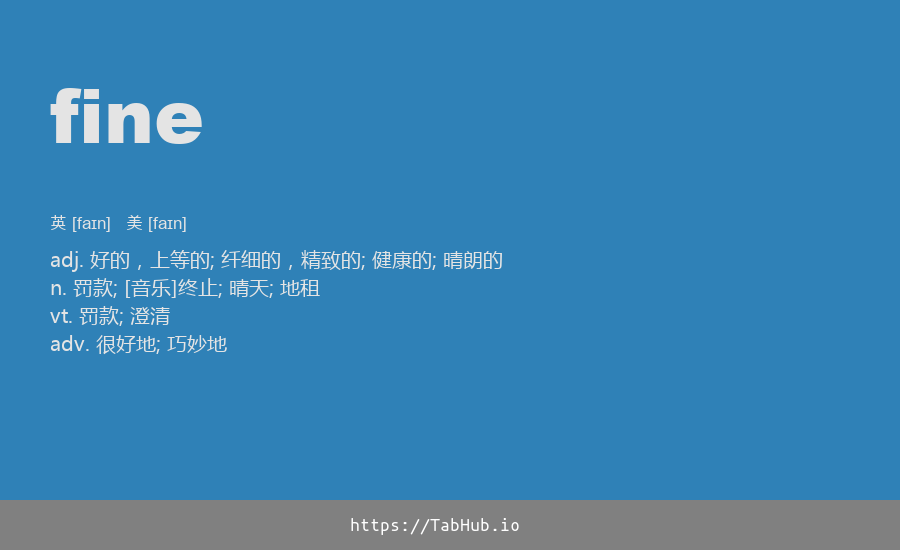 fine
英 [faɪn]   美 [faɪn]
adj. 好的，上等的; 纤细的，精致的; 健康的; 晴朗的
n. 罚款; [音乐]终止; 晴天; 地租
vt. 罚款; 澄清
adv. 很好地; 巧妙地
https://TabHub.io